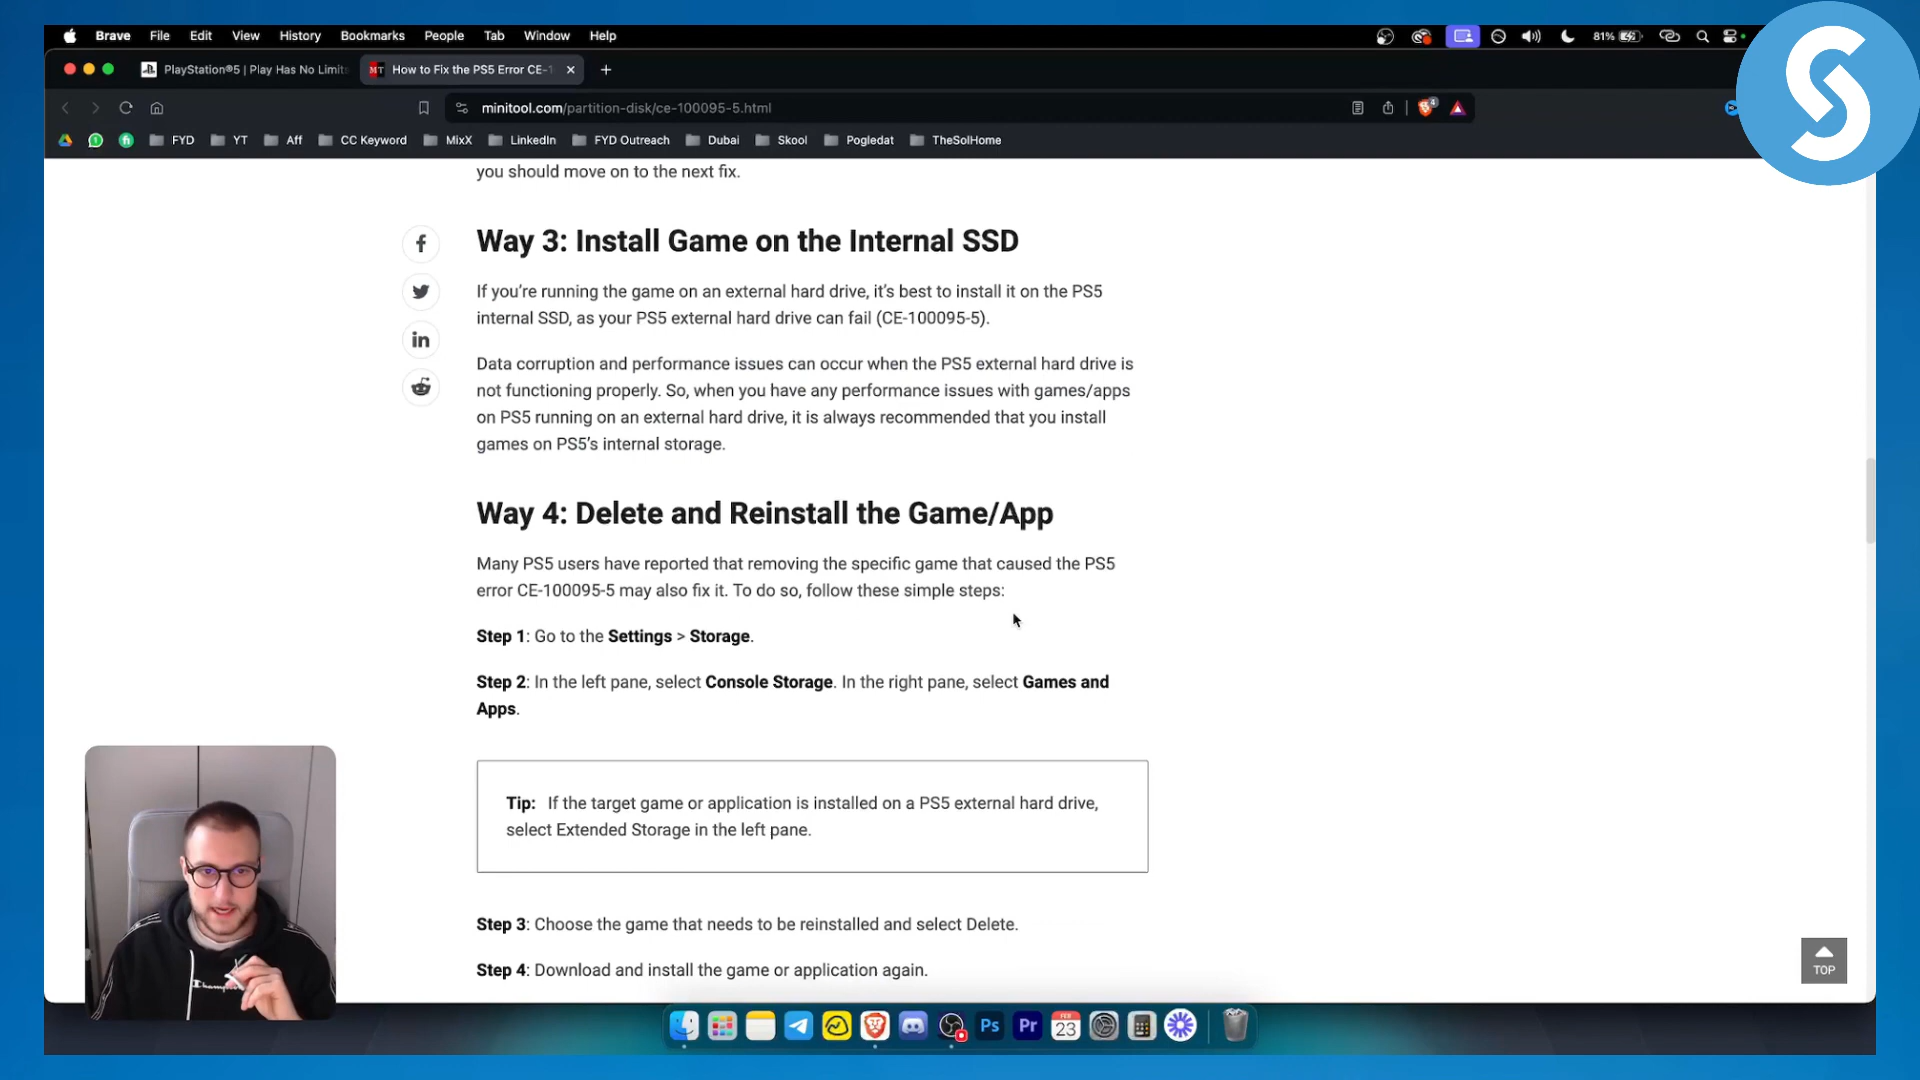 Brave File Edit View History Bookmarks People Tab Window Help 81%
PlayStation®5 | Play Has No Limits
MT How to Fix the PS5 Error CE-1
minitool.com/partition-disk/ce-100095-5.html
4
FYD YT Aff CC Keyword MixX LinkedIn FYD Outreach Dubai Skool Pogledat TheSolHome
you should move on to the next fix.
Way 3: Install Game on the Internal SSD
If you're running the game on an external hard drive, it's best to install it on the PS5
internal SSD, as your PS5 external hard drive can fail (CE-100095-5).
Data corruption and performance issues can occur when the PS5 external hard drive is
not functioning properly. So, when you have any performance issues with games/apps
on PS5 running on an external hard drive, it is always recommended that you install
games on PS5's internal storage.
Way 4: Delete and Reinstall the Game/App
Many PS5 users have reported that removing the specific game that caused the PS5
error CE-100095-5 may also fix it. To do so, follow these simple steps:
Step 1: Go to the Settings > Storage.
Step 2: In the left pane, select Console Storage. In the right pane, select Games and
Apps.
Tip: If the target game or application is installed on a PS5 external hard drive,
select Extended Storage in the left pane.
Step 3: Choose the game that needs to be reinstalled and select Delete.
Step 4: Download and install the game or application again.
TOP
Ps Pr FEB 23